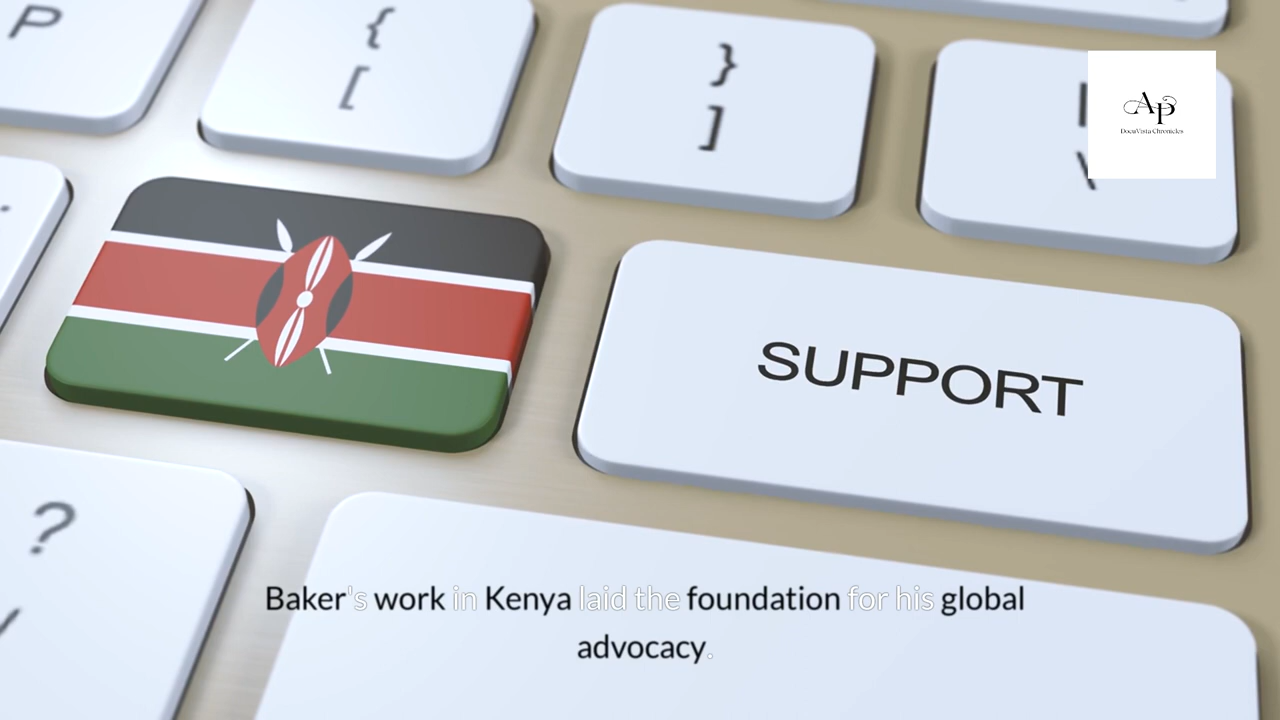 P
{
[
}
]
AP
DocuVista Chronicles
SUPPORT
?
Baker's work in Kenya laid the foundation for his global
advocacy.